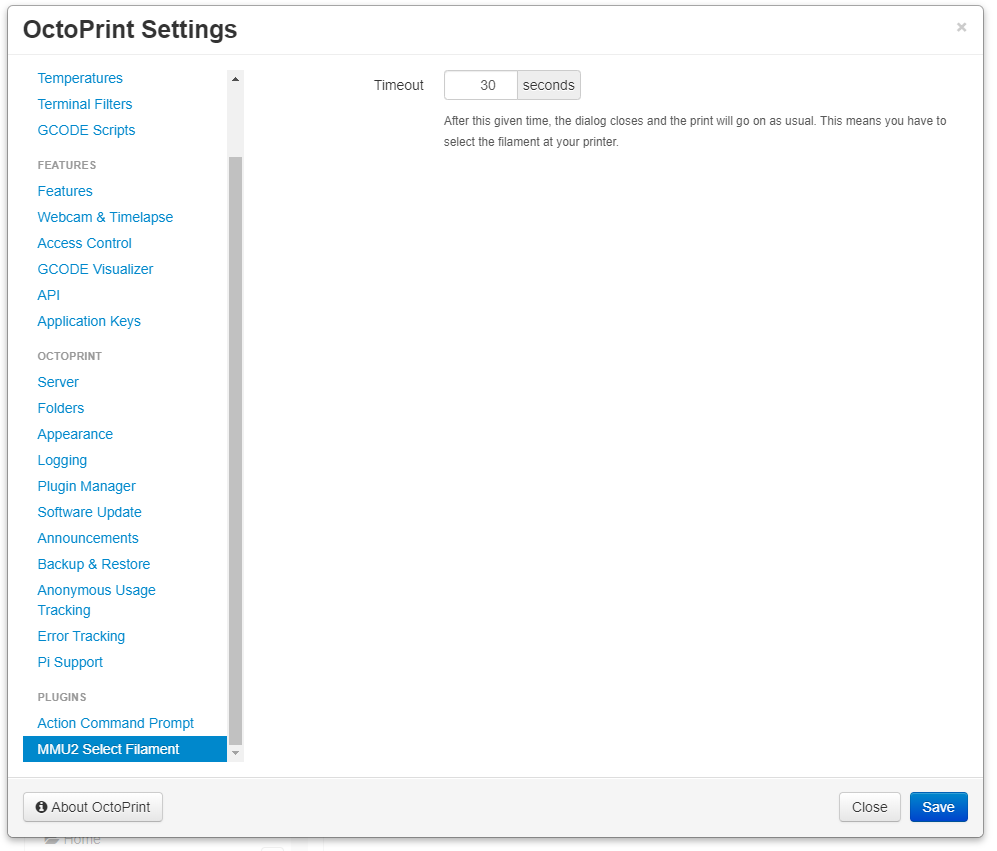 OctoPrint Settings
×
Temperatures
Terminal Filters
GCODE Scripts
FEATURES
Features
Webcam & Timelapse
Access Control
GCODE Visualizer
API
Application Keys
OCTOPRINT
Server
Folders
Appearance
Logging
Plugin Manager
Software Update
Announcements
Backup & Restore
Anonymous Usage
Tracking
Error Tracking
Pi Support
PLUGINS
Action Command Prompt
MMU2 Select Filament
Timeout 30 seconds
After this given time, the dialog closes and the print will go on as usual. This means you have to
select the filament at your printer.
About OctoPrint
Close
Save
Home